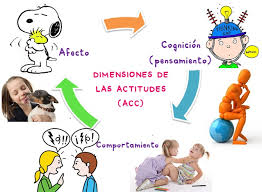 Afecto
Cognición
(pensamiento)
DIMENSIONES DE
LAS ACTITUDES
(ACC)
Comportamiento